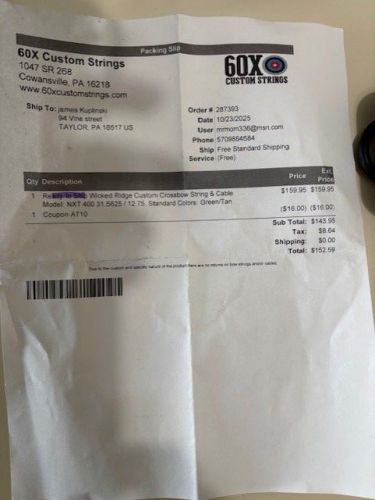 Packing Slip
60X Custom Strings
1047 SR 268
Cowansville, PA 16218
www.60xcustomstrings.com
60X
CUSTOM STRINGS
Ship To: james Kuplinski
94 Vine street
TAYLOR, PA 18517 US
Order # 287393
Date 10/23/2025
User mrmom336@msn.com
Phone 5709664584
Ship Free Standard Shipping
Service (Free)
Qty Description Price Ext. Price
1 Ready to Ship Wicked Ridge Custom Crossbow String & Cable $159.95 $159.95
Model: NXT 400 31.5625 / 12.75, Standard Colors: Green/Tan
1 Coupon AT10 ($16.00) ($16.00)
Sub Total: $143.95
Tax: $8.64
Shipping: $0.00
Total: $152.59
Due to the custom and specific nature of the product there are no returns on bow strings and/or cables.